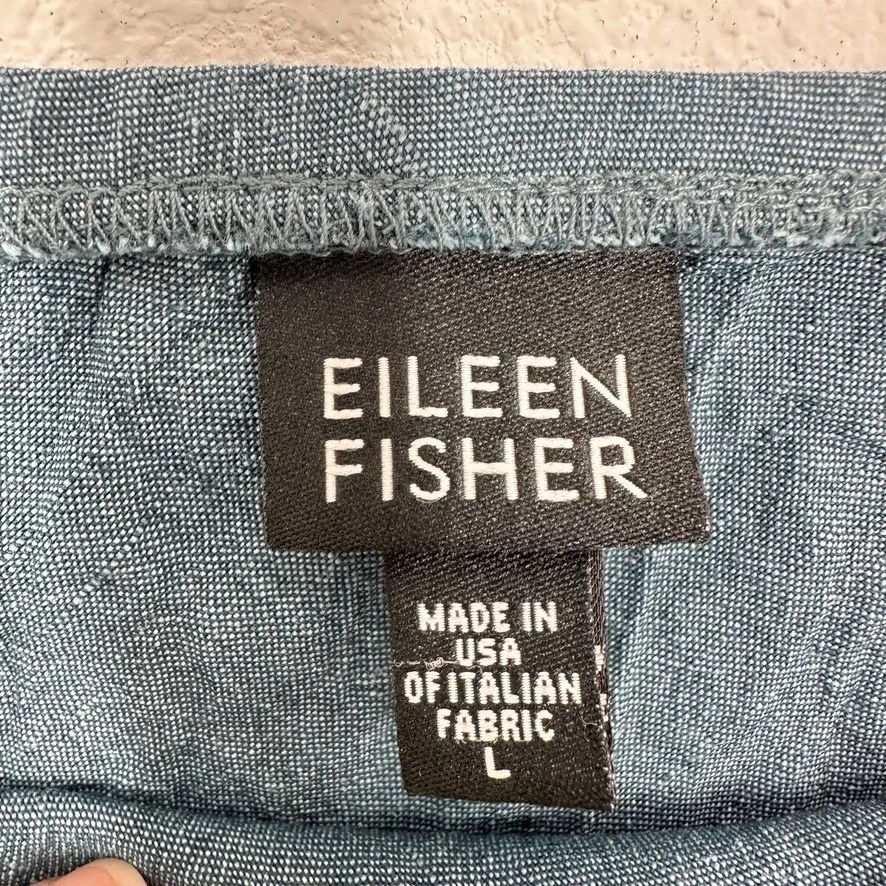 EILEEN
FISHER
MADE IN
USA
OF ITALIAN
FABRIC
L